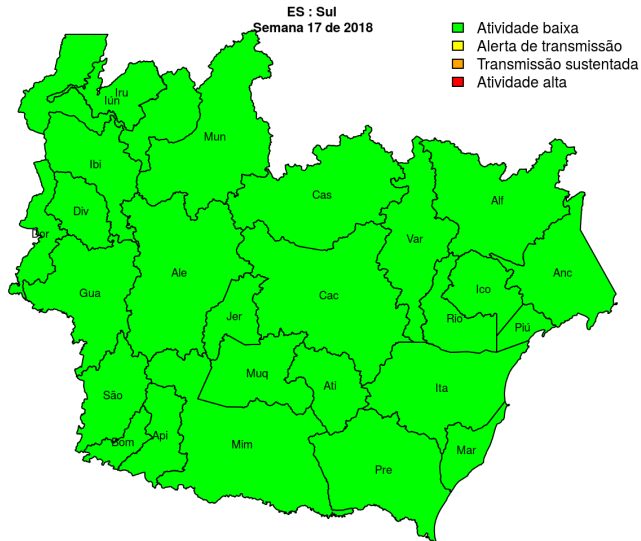 ES : Sul
Semana 17 de 2018
Atividade baixa
Alerta de transmissão
Transmissão sustentada
Atividade alta
Iru
Iún
Mun
Ibi
Cas
Alf
Div
Dor
Var
Ale
Anc
Gua
Cac
Ico
Jer
Rio
Piú
Muq
Ati
Ita
São
Api
Bom
Mim
Mar
Pre